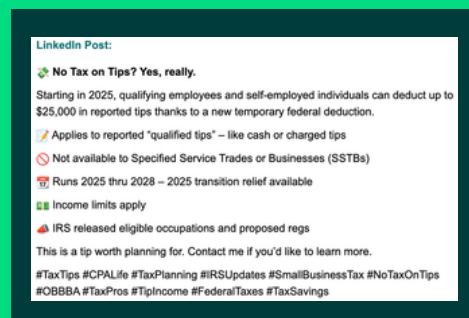 LinkedIn Post:
💸 No Tax on Tips? Yes, really.
Starting in 2025, qualifying employees and self-employed individuals can deduct up to
$25,000 in reported tips thanks to a new temporary federal deduction.
📝 Applies to reported “qualified tips” – like cash or charged tips
🚫 Not available to Specified Service Trades or Businesses (SSTBs)
📅 Runs 2025 thru 2028 – 2025 transition relief available
💵 Income limits apply
📣 IRS released eligible occupations and proposed regs
This is a tip worth planning for. Contact me if you’d like to learn more.
#TaxTips #CPALife #TaxPlanning #IRSUpdates #SmallBusinessTax #NoTaxOnTips
#OBBBA #TaxPros #TipIncome #FederalTaxes #TaxSavings